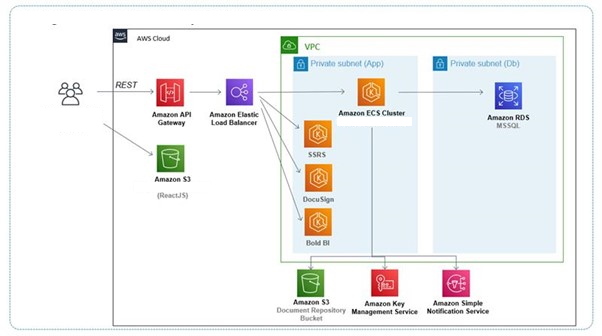 aws
AWS Cloud
VPC
Private subnet (App)
Private subnet (Db)
REST
Amazon API
Gateway
Amazon Elastic
Load Balancer
Amazon ECS Cluster
Amazon RDS
MSSQL
SSRS
Amazon S3
(ReactJS)
DocuSign
Bold BI
Amazon S3
Document Repository
Bucket
Amazon Key
Management Service
Amazon Simple
Notification Service